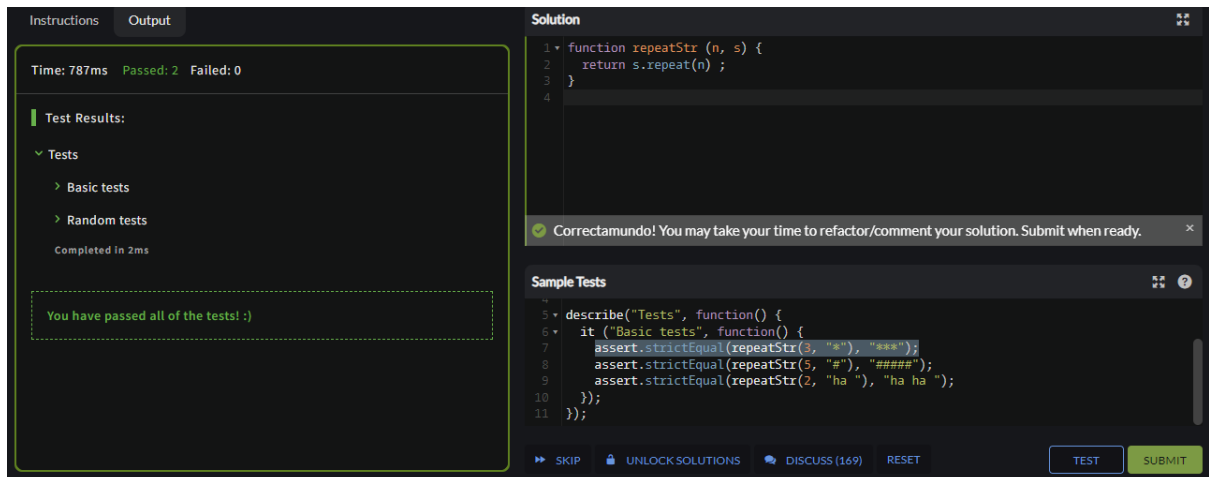 Instructions Output
Time: 787ms Passed: 2 Failed: 0
Test Results:
Tests
Basic tests
Random tests
Completed in 2ms
You have passed all of the tests! :)
Solution
1 function repeatStr (n, s) {
2 return s.repeat(n) ;
3 }
4
Correctamundo! You may take your time to refactor/comment your solution. Submit when ready. ×
Sample Tests ?
5 describe("Tests", function() {
6 it ("Basic tests", function() {
7 assert.strictEqual(repeatStr(3, "*"), "***");
8 assert.strictEqual(repeatStr(5, "#"), "#####");
9 assert.strictEqual(repeatStr(2, "ha "), "ha ha ");
10 });
11 });
SKIP UNLOCK SOLUTIONS DISCUSS (169) RESET TEST SUBMIT